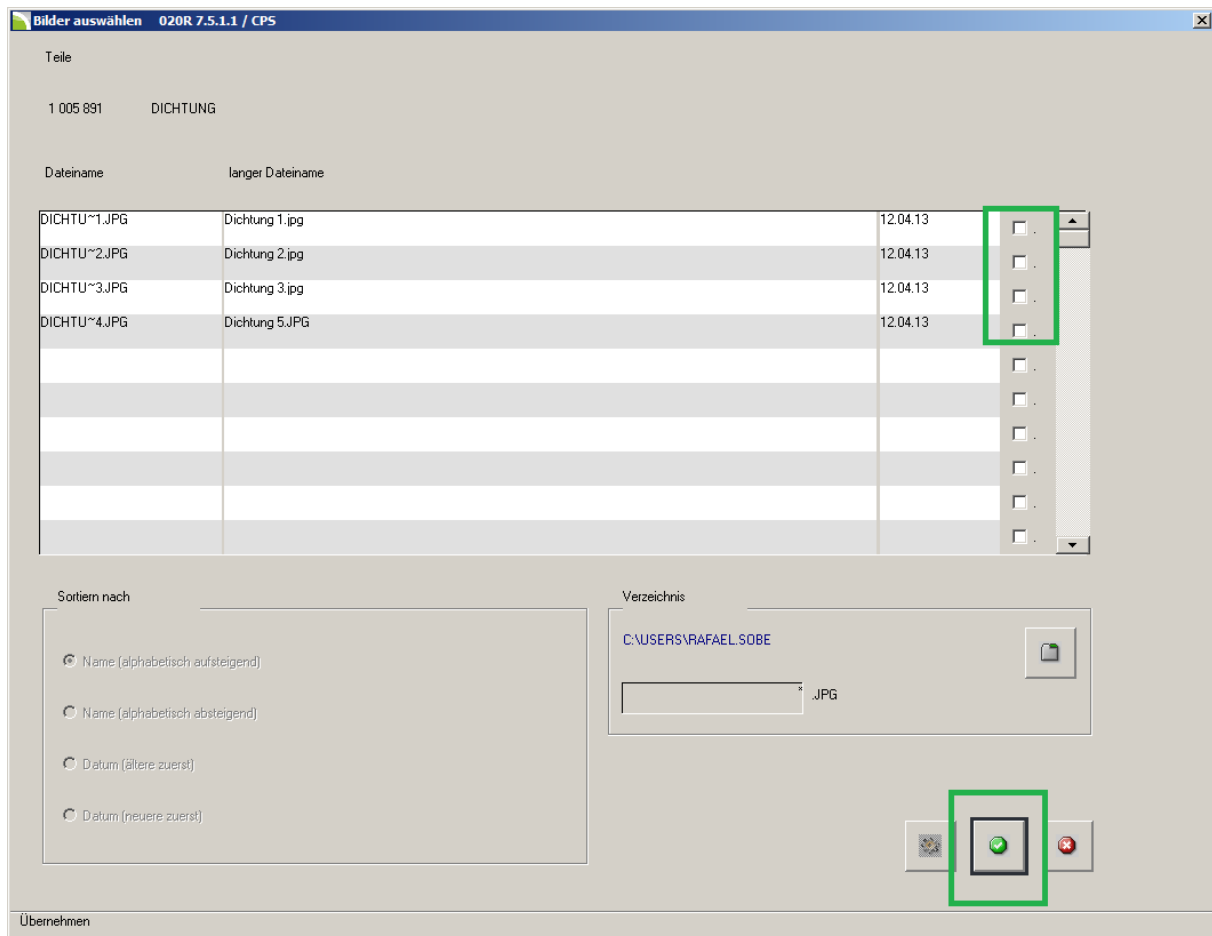 Bilder auswählen 020R 7.5.1.1 / CPS
Teile
1 005 891 DICHTUNG
Dateiname langer Dateiname
DICHTU~1.JPG Dichtung 1.jpg 12.04.13 .
DICHTU~2.JPG Dichtung 2.jpg 12.04.13 .
DICHTU~3.JPG Dichtung 3.jpg 12.04.13 .
DICHTU~4.JPG Dichtung 5.JPG 12.04.13 .
.
.
.
.
.
.
Sortiern nach
Name (alphabetisch aufsteigend)
Name (alphabetisch absteigend)
Datum (ältere zuerst)
Datum (neuere zuerst)
Verzeichnis
C:\USERS\RAFAEL.SOBE
* .JPG
Übernehmen